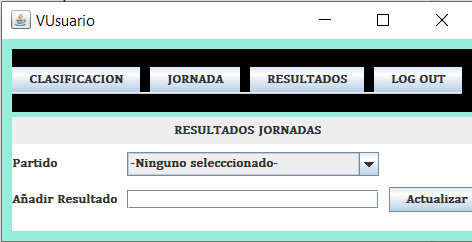 VUsuario
CLASIFICACION JORNADA RESULTADOS LOG OUT
RESULTADOS JORNADAS
Partido -Ninguno selecccionado-
Añadir Resultado Actualizar